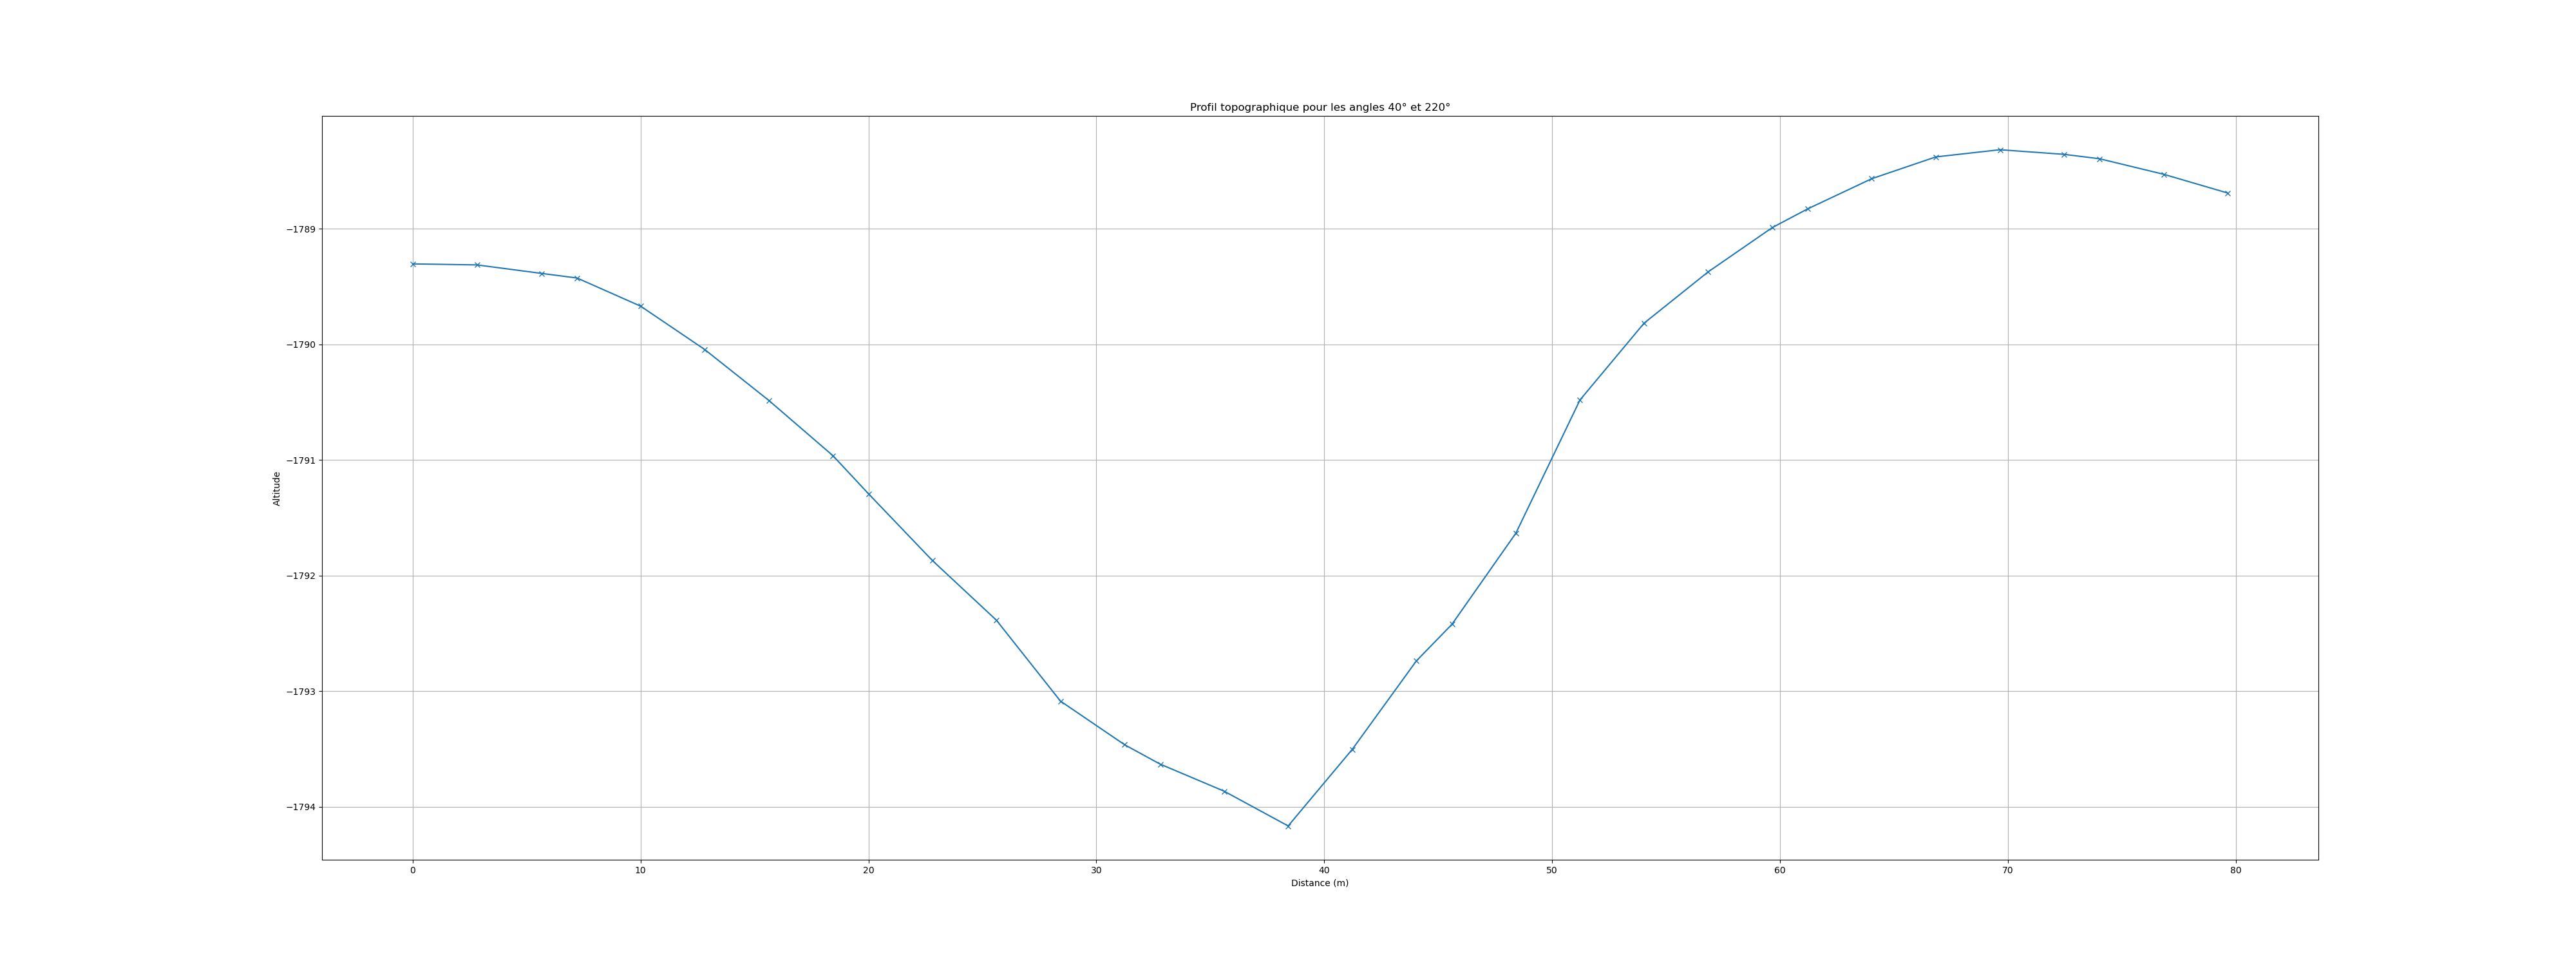 Profil topographique pour les angles 40° et 220°
Altitude
−1789
−1790
−1791
−1792
−1793
−1794
0 10 20 30 40 50 60 70 80
Distance (m)